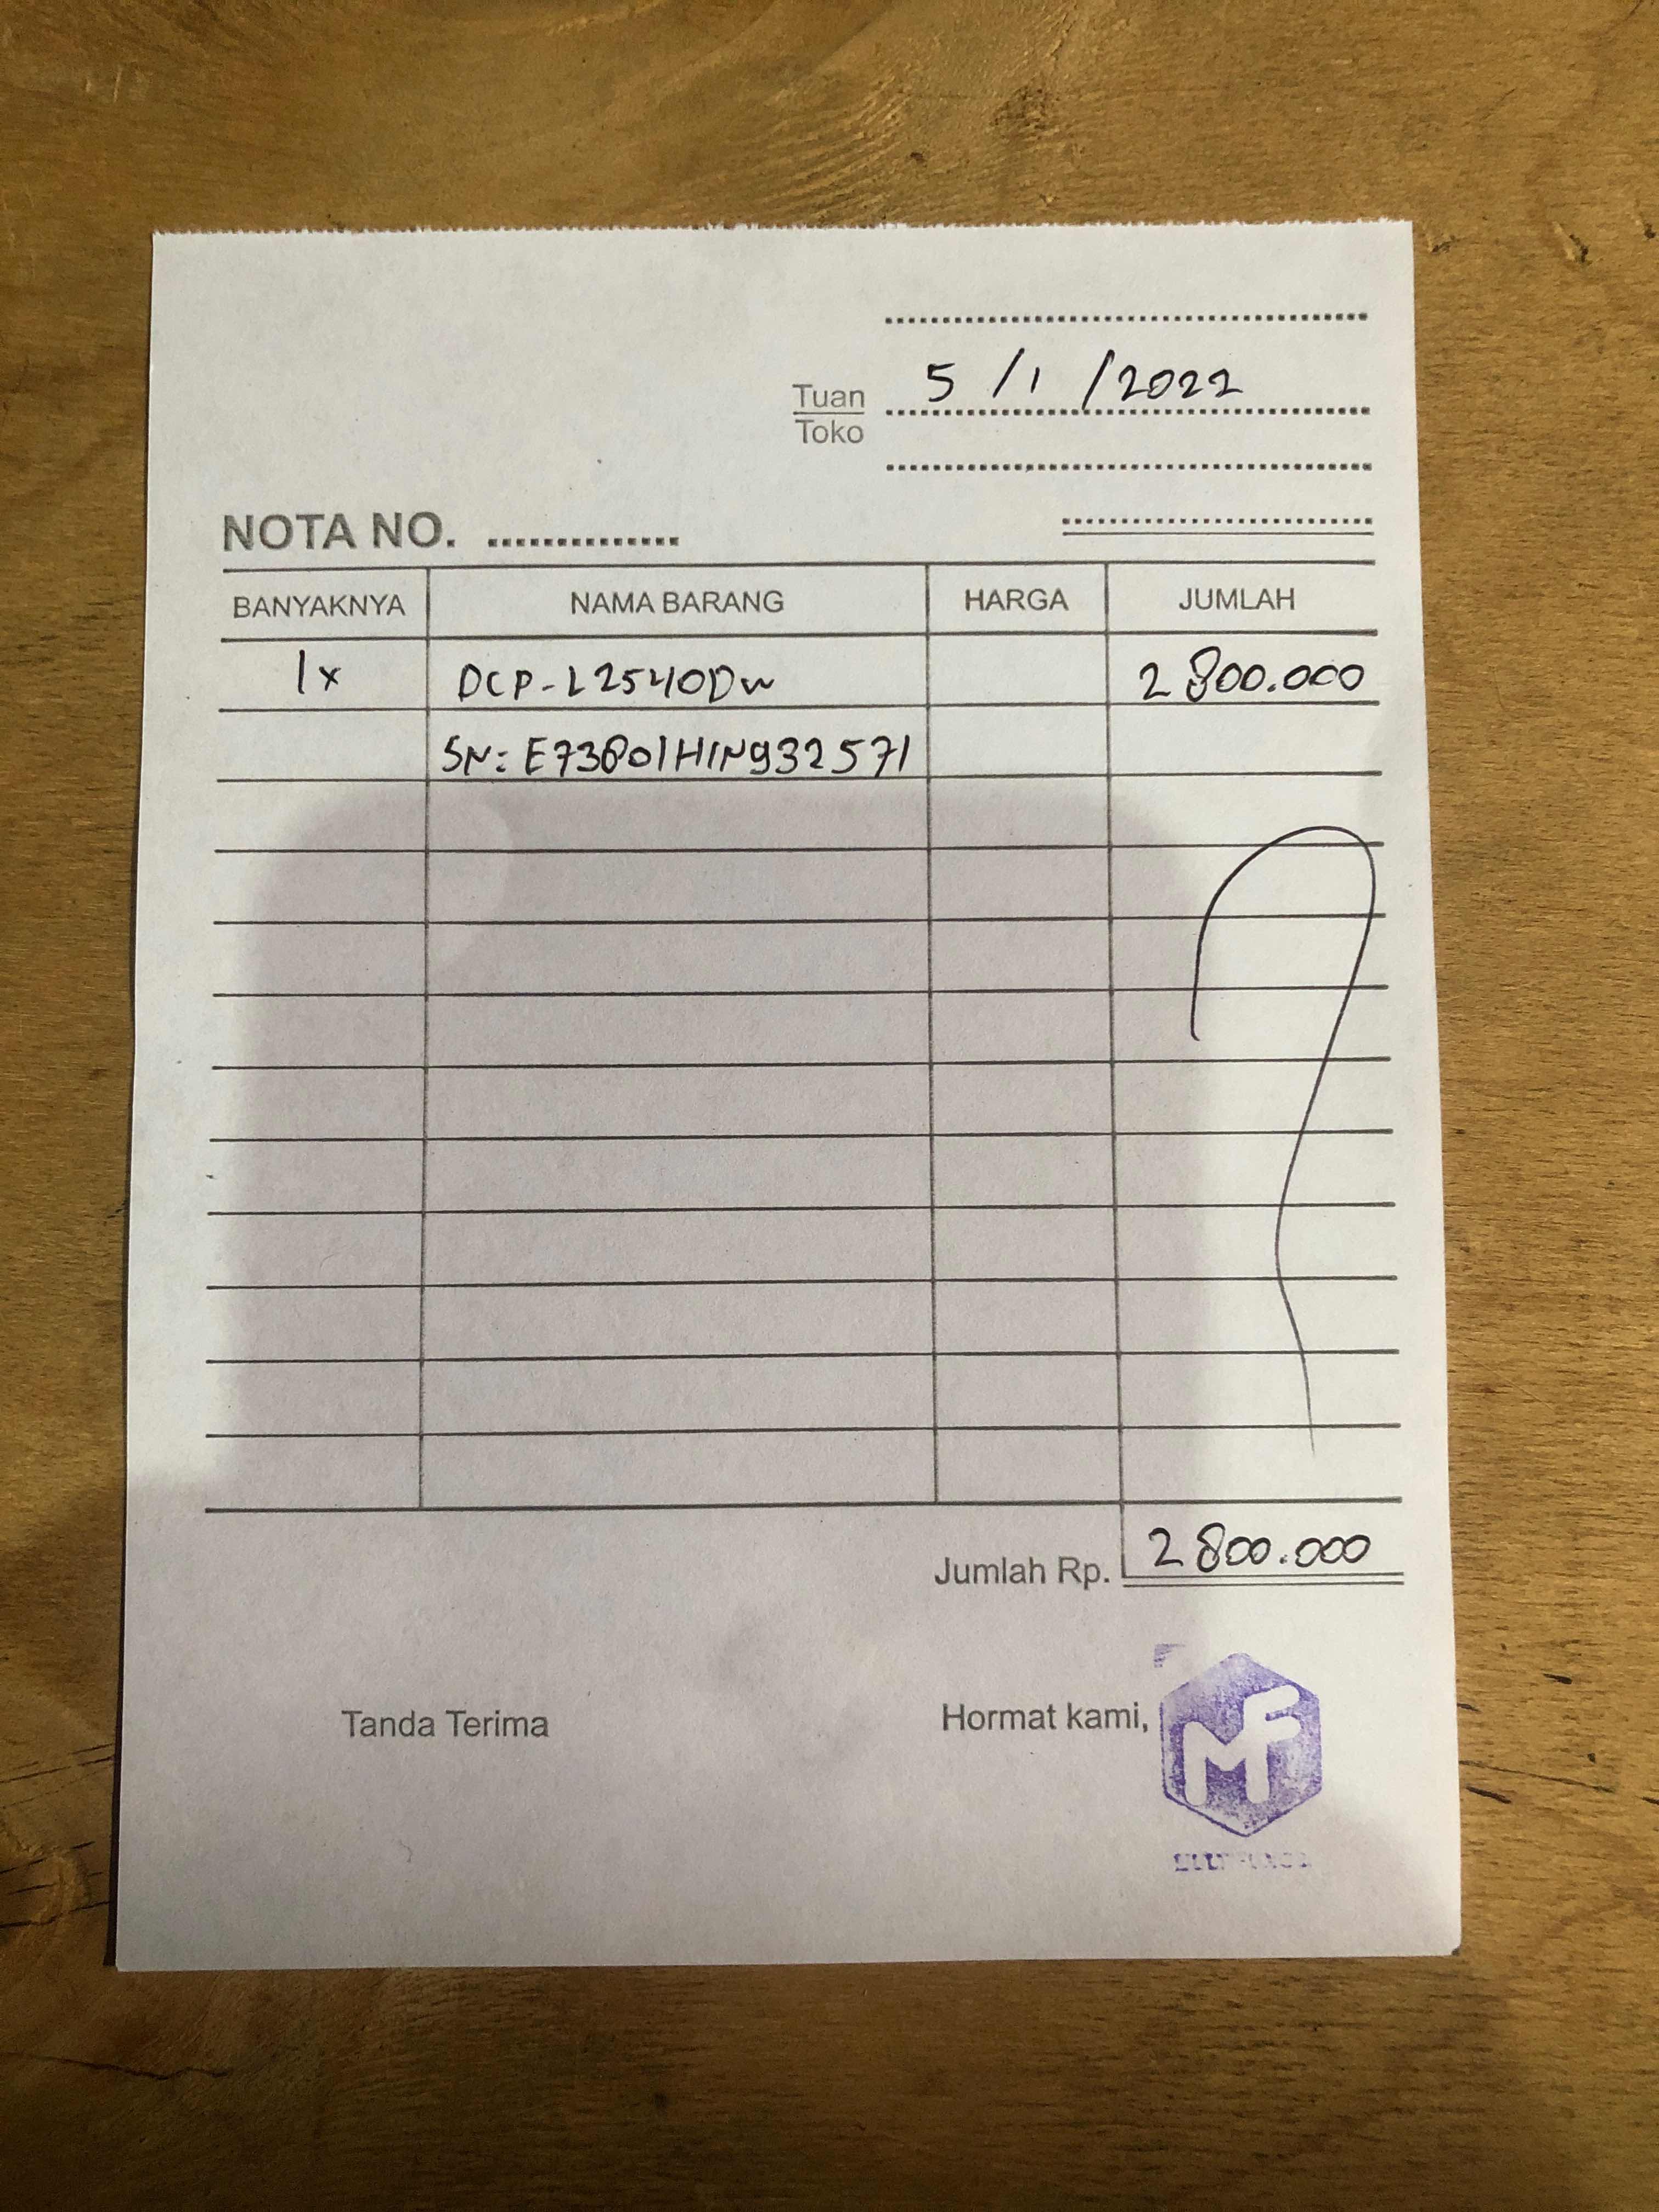 5/1/2022
Tuan
Toko
NOTA NO. ..............
BANYAKNYA NAMA BARANG HARGA JUMLAH
1x DCP-L2540DW 2 800.000
SN: E73801H1N932571
Jumlah Rp. 2 800.000
Tanda Terima Hormat kami,
MF